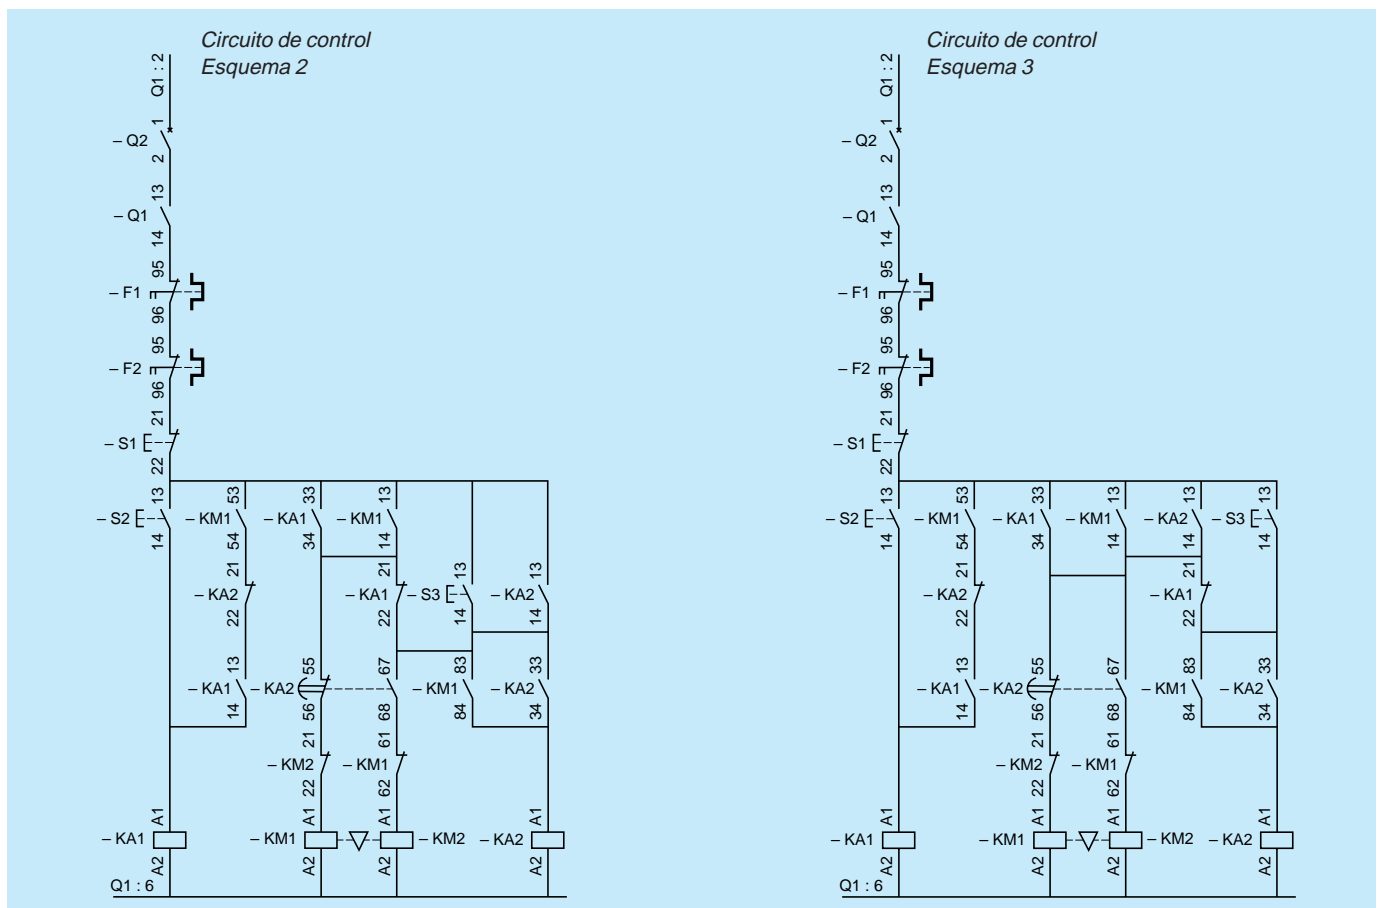 Circuito de control
Esquema 2
Q1 : 2
1
– Q2
2
13
– Q1
14
95
– F1
96
95
– F2
96
21
– S1
22
13
53
33
13
– S2
– KM1
– KA1
– KM1
14
54
34
14
21
21
13
13
– KA2
– KA1
– S3
– KA2
22
22
14
14
13
55
67
83
33
– KA1
– KA2
– KM1
– KA2
14
56
68
84
34
21
61
– KM2
– KM1
22
62
A1
A1
A1
A1
– KA1
– KM1
– KM2
– KA2
A2
A2
A2
A2
Q1 : 6
Circuito de control
Esquema 3
Q1 : 2
1
– Q2
2
13
– Q1
14
95
– F1
96
95
– F2
96
21
– S1
22
13
53
33
13
13
13
– S2
– KM1
– KA1
– KM1
– KA2
– S3
14
54
34
14
14
14
21
21
– KA2
– KA1
22
22
13
55
67
83
33
– KA1
– KA2
– KM1
– KA2
14
56
68
84
34
21
61
– KM2
– KM1
22
62
A1
A1
A1
A1
– KA1
– KM1
– KM2
– KA2
A2
A2
A2
A2
Q1 : 6